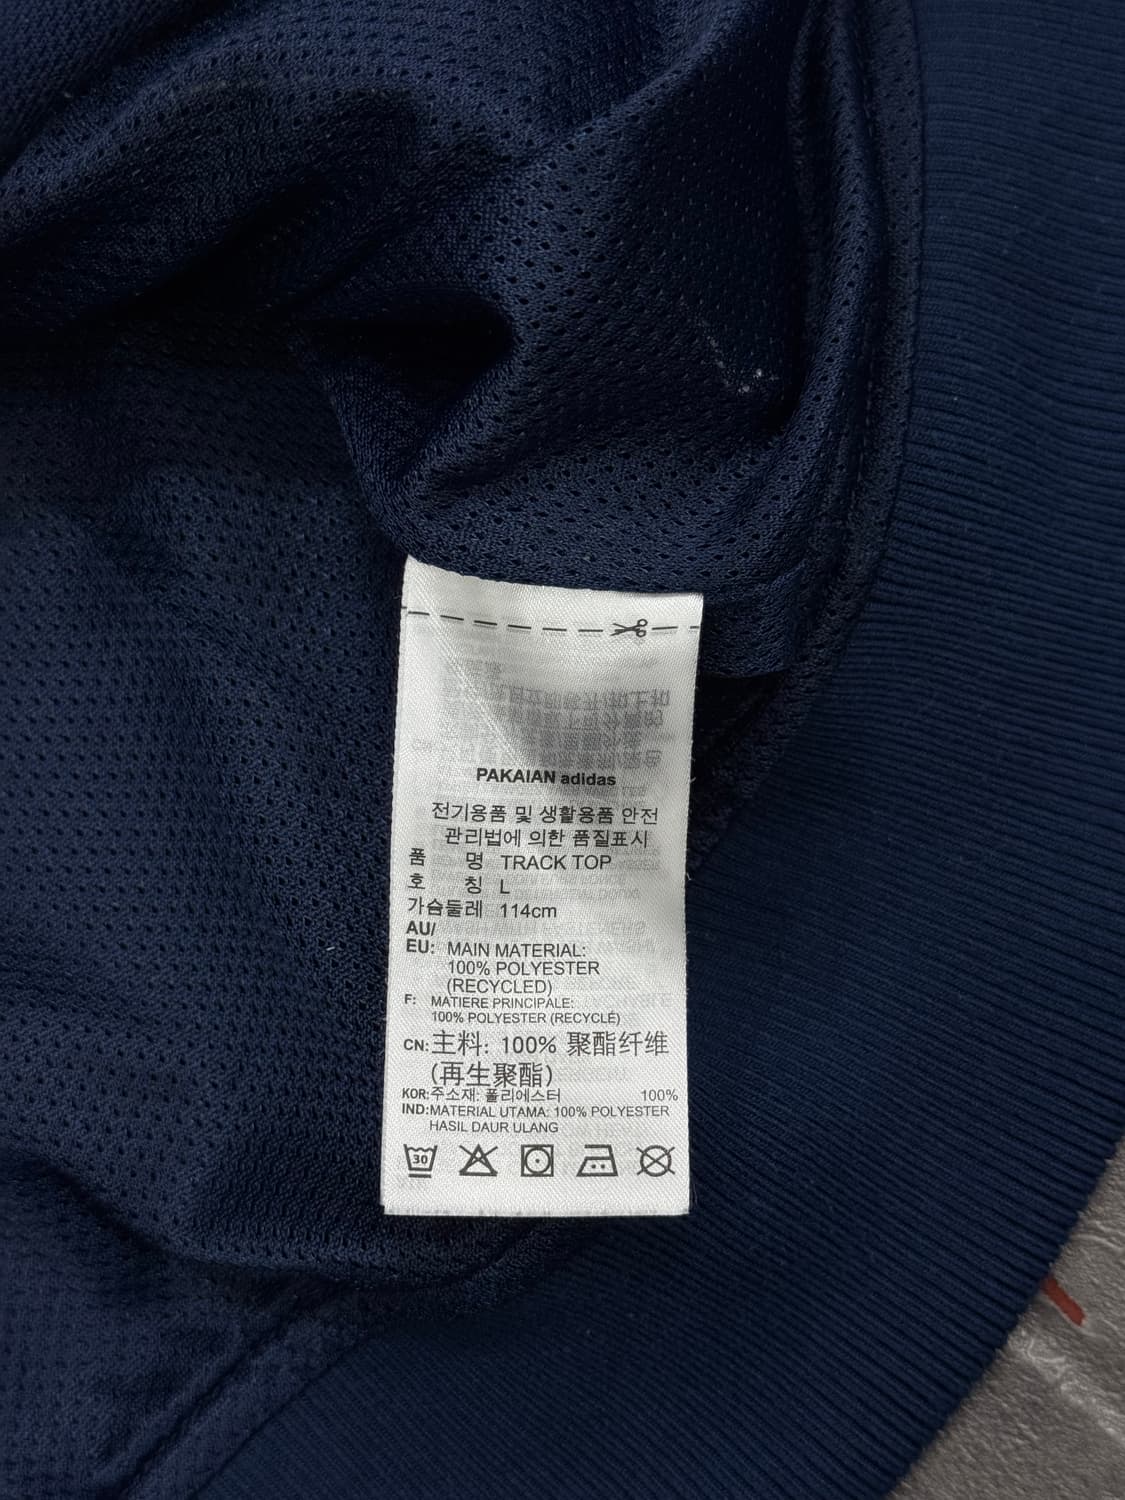 PAKAIAN adidas
전기용품 및 생활용품 안전
관리법에 의한 품질표시
품 명 TRACK TOP
호 칭 L
가슴둘레 114cm
AU/
EU: MAIN MATERIAL:
100% POLYESTER
(RECYCLED)
F: MATIERE PRINCIPALE:
100% POLYESTER (RECYCLÉ)
CN: 主料: 100% 聚酯纤维
(再生聚酯)
KOR: 주소재: 폴리에스터 100%
IND: MATERIAL UTAMA: 100% POLYESTER
HASIL DAUR ULANG
30